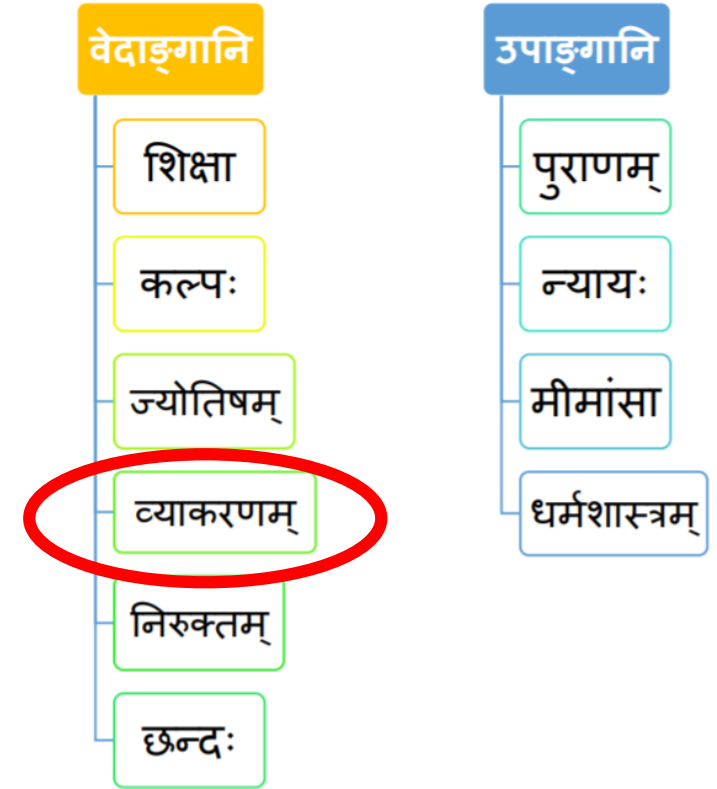 वेदाङ्गानि
शिक्षा
कल्पः
ज्योतिषम्
व्याकरणम्
निरुक्तम्
छन्दः
उपाङ्गानि
पुराणम्
न्यायः
मीमांसा
धर्मशास्त्रम्